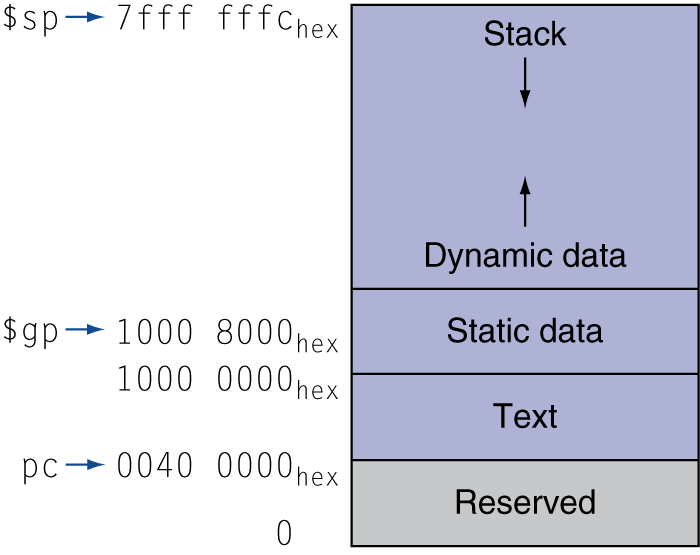 $sp 7fff fffc hex
Stack
Dynamic data
$gp 1000 8000 hex
Static data
1000 0000 hex
Text
pc 0040 0000 hex
Reserved
0